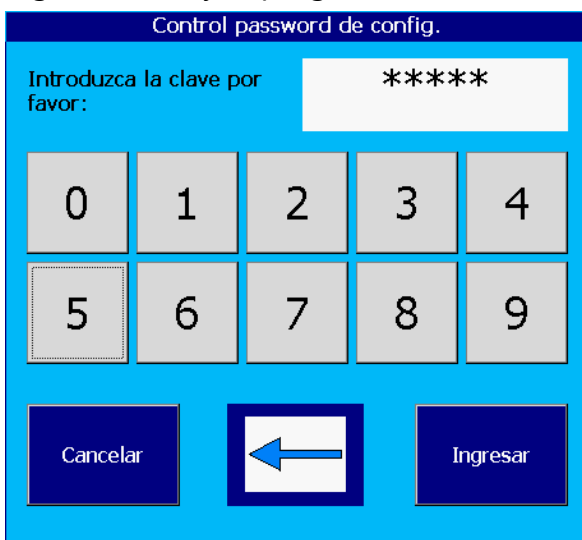 Control password de config.
Introduzca la clave por
favor:
*****
0 1 2 3 4
5 6 7 8 9
Cancelar
Ingresar